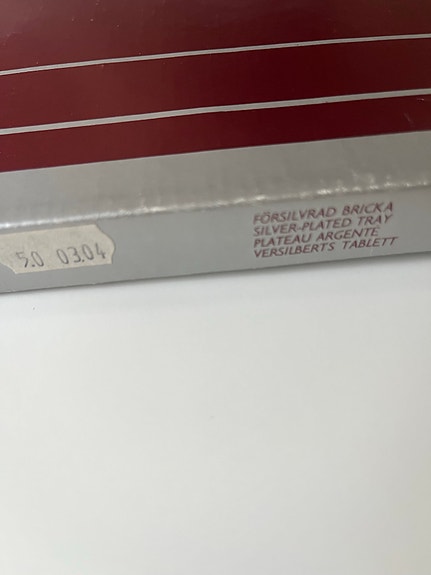 5.0 03.04
FÖRSILVRAD BRICKA
SILVER-PLATED TRAY
PLATEAU ARGENTE
VERSILBERTS TABLETT